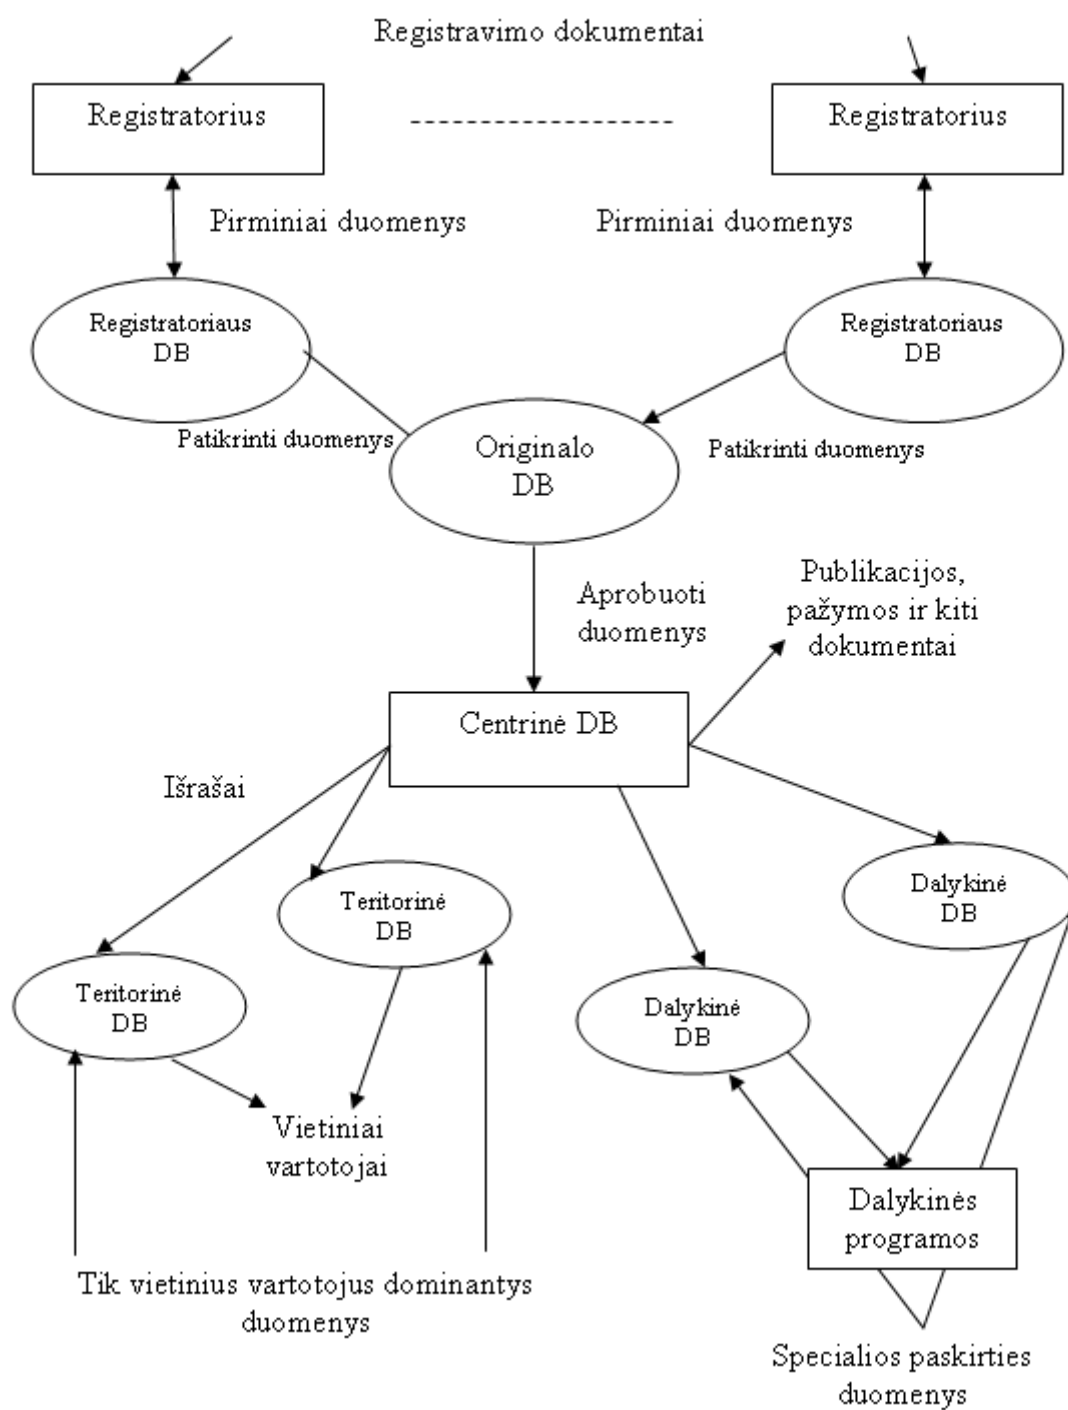 Registravimo dokumentai
Registratorius
Registratorius
Pirminiai duomenys
Pirminiai duomenys
Registratoriaus
DB
Registratoriaus
DB
Patikrinti duomenys
Originalo
DB
Patikrinti duomenys
Aprobuoti
duomenys
Publikacijos,
pažymos ir kiti
dokumentai
Centrinė DB
Išrašai
Teritorinė
DB
Dalykinė
DB
Teritorinė
DB
Dalykinė
DB
Vietiniai
vartotojai
Dalykinės
programos
Tik vietinius vartotojus dominantys
duomenys
Specialios paskirties
duomenys